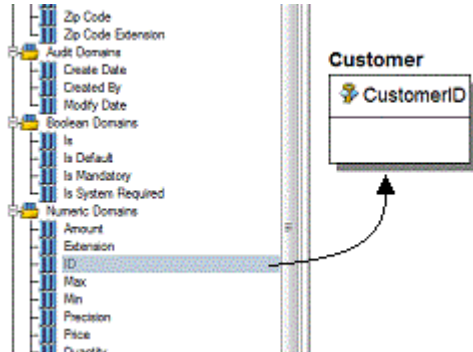 Zip Code
Zip Code Extension
Audit Domains
Create Date
Created By
Modify Date
Boolean Domains
Is
Is Default
Is Mandatory
Is System Required
Numeric Domains
Amount
Extension
ID
Max
Min
Precision
Price
Quantity
Customer
CustomerID